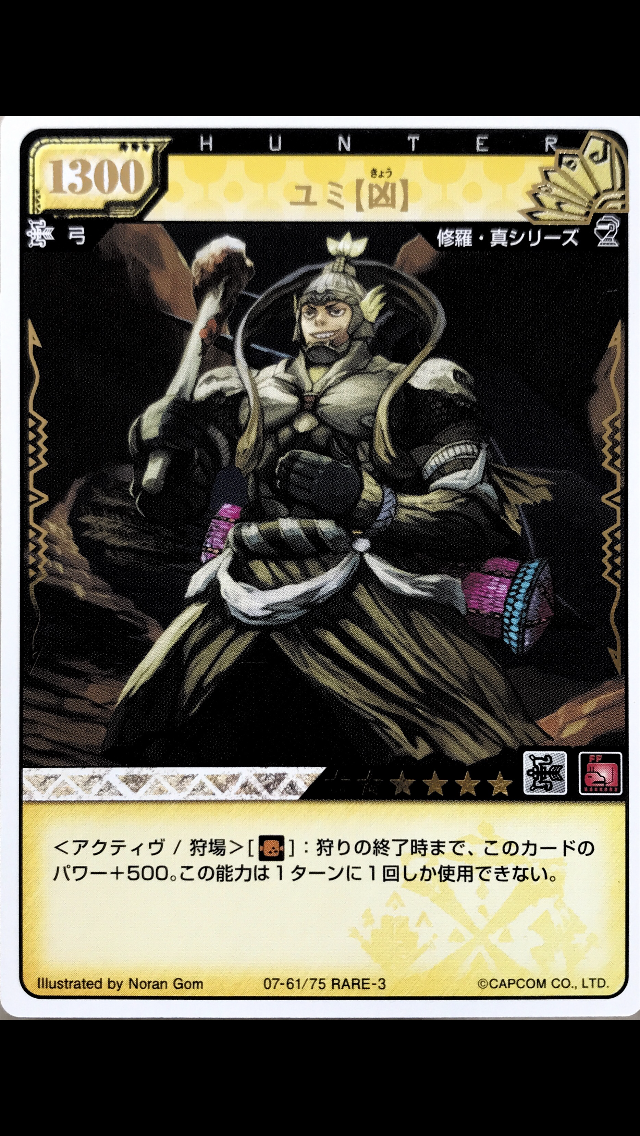 HUNTER
1300
きょう
ユミ【凶】
弓
修羅・真シリーズ
＜アクティヴ / 狩場＞[ ]：狩りの終了時まで、このカードの
パワー＋500。この能力は1ターンに1回しか使用できない。
Illustrated by Noran Gom
07-61/75 RARE-3
©CAPCOM CO., LTD.